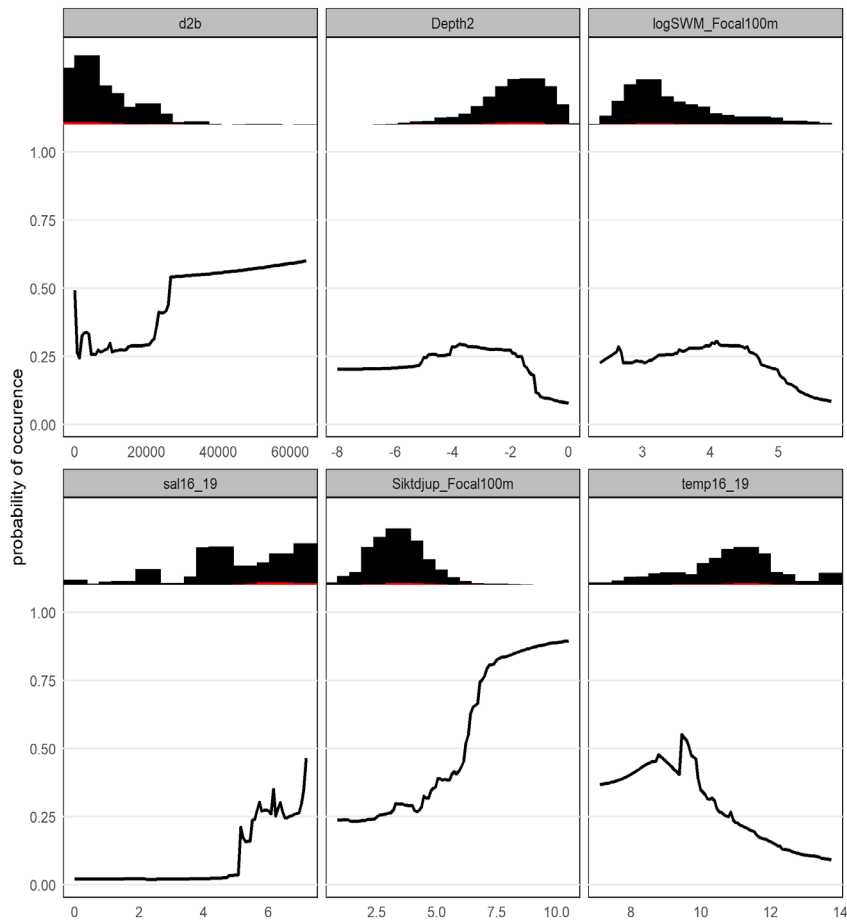 d2b Depth2 logSWM_Focal100m
1.00
0.75
0.50
0.25
0.00
0 20000 40000 60000 -8 -6 -4 -2 0 3 4 5
probability of occurence
sal16_19 Siktdjup_Focal100m temp16_19
1.00
0.75
0.50
0.25
0.00
0 2 4 6 2.5 5.0 7.5 10.0 8 10 12 14